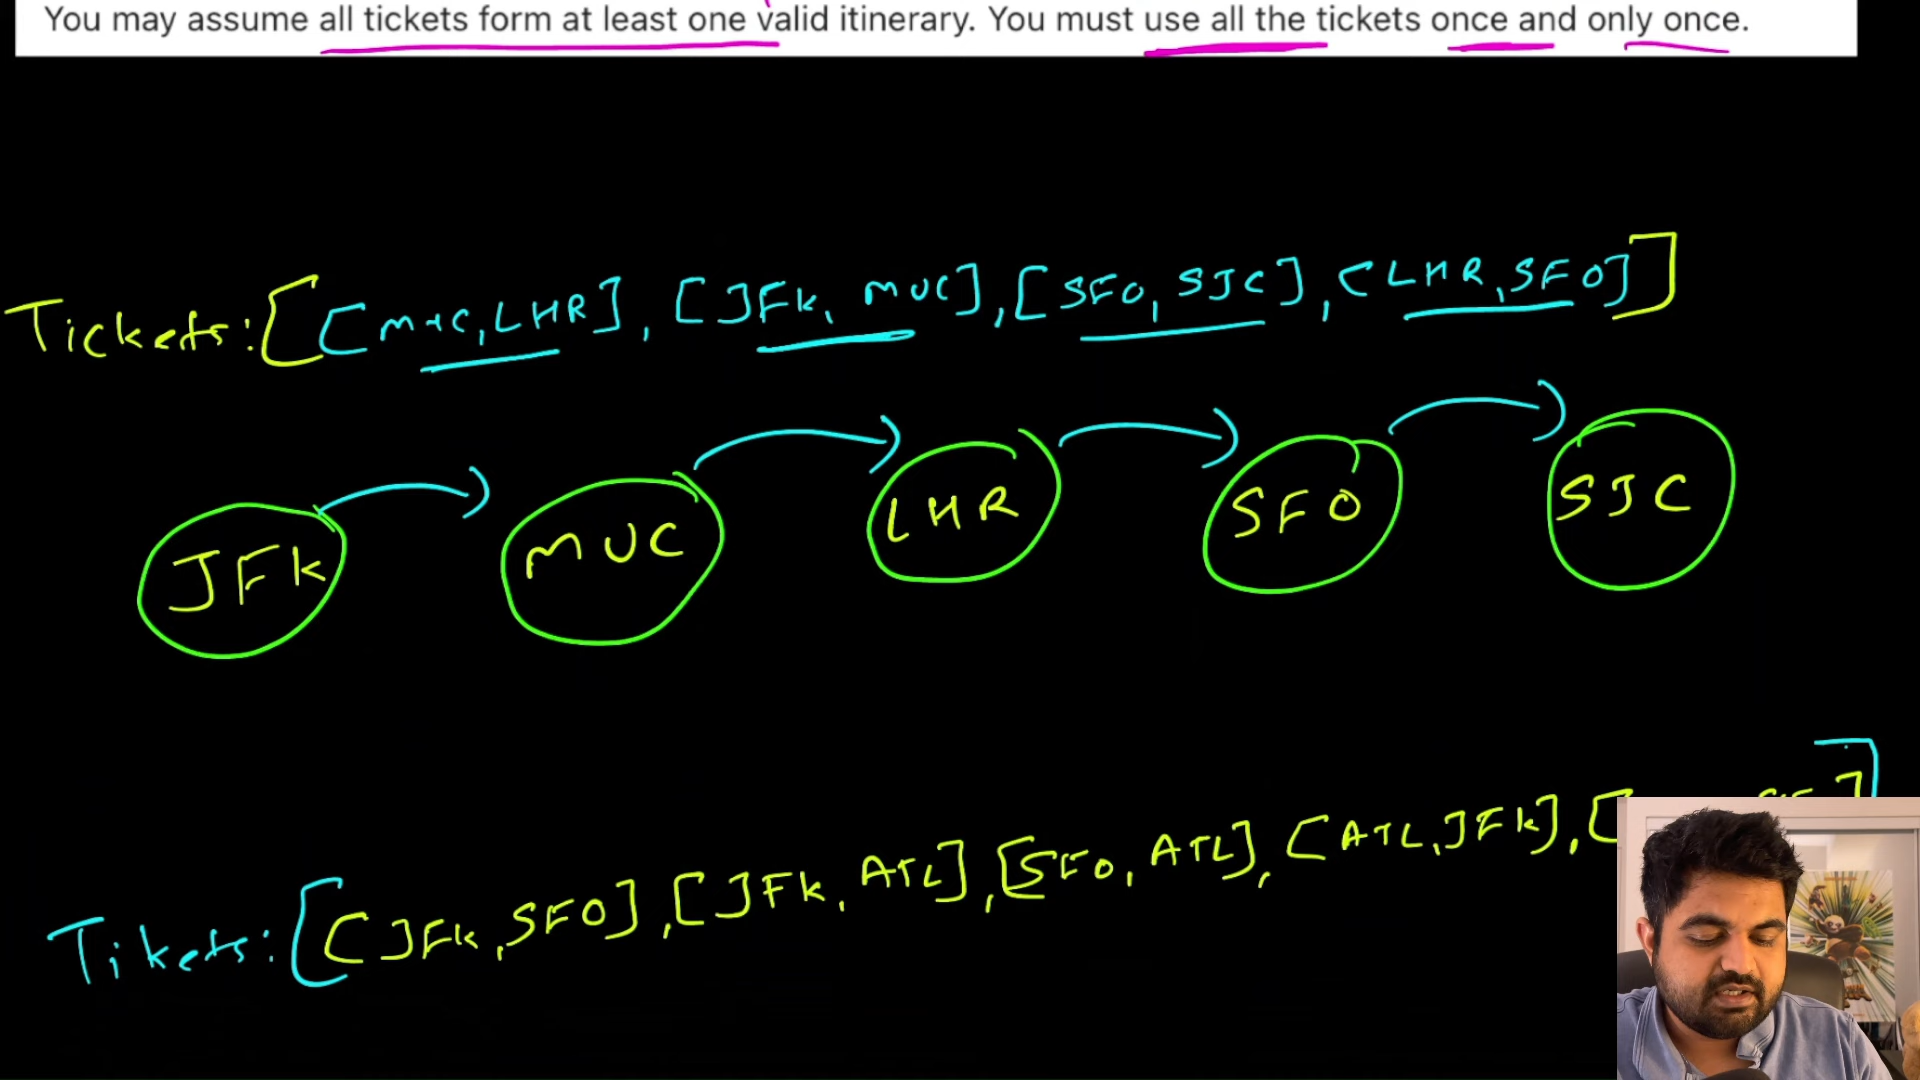 You may assume all tickets form at least one valid itinerary. You must use all the tickets once and only once.
Tickets: [[MUC, LHR], [JFK, MUC], [SFO, SJC], [LHR, SFO]]
JFK MUC LHR SFO SJC
Tikets: [[JFK, SFO], [JFK, ATL], [SFO, ATL], [ATL, JFK], [ ]]